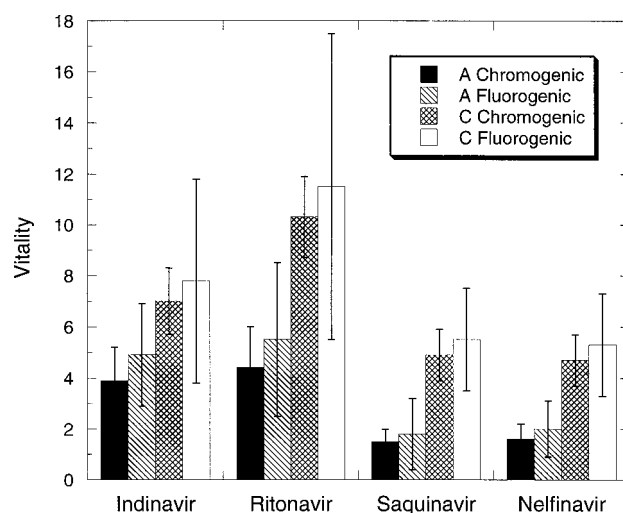 18
16
14
12
10
8
6
4
2
0
Vitality
A Chromogenic
A Fluorogenic
C Chromogenic
C Fluorogenic
Indinavir Ritonavir Saquinavir Nelfinavir